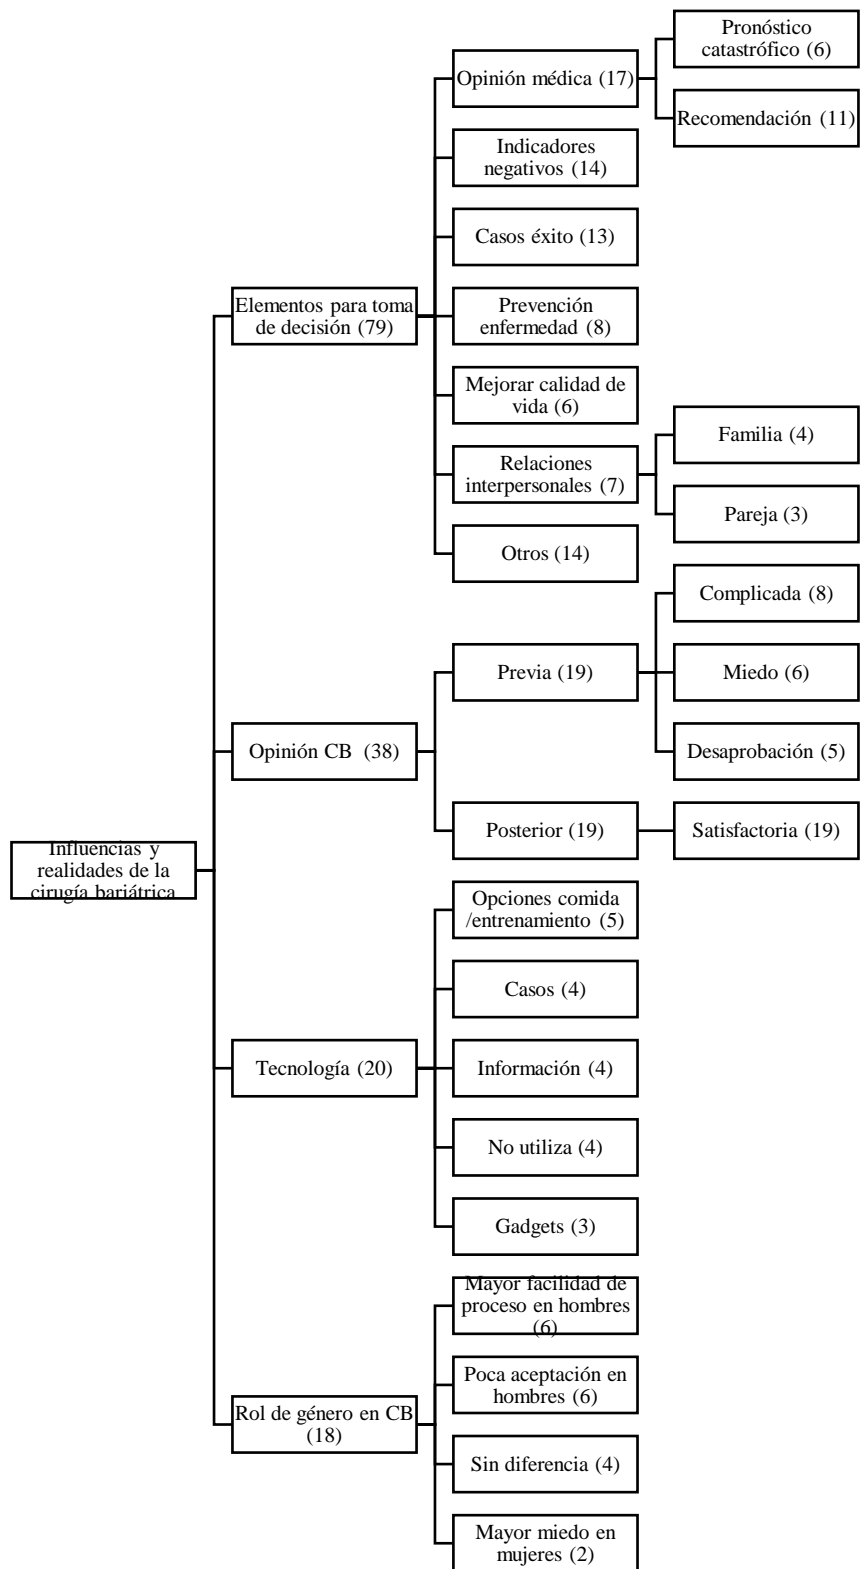 Influencias y
realidades de la
cirugía bariátrica
Elementos para toma
de decisión (79)
Opinión médica (17)
Pronóstico
catastrófico (6)
Recomendación (11)
Indicadores
negativos (14)
Casos éxito (13)
Prevención
enfermedad (8)
Mejorar calidad de
vida (6)
Relaciones
interpersonales (7)
Familia (4)
Pareja (3)
Otros (14)
Opinión CB (38)
Previa (19)
Complicada (8)
Miedo (6)
Desaprobación (5)
Posterior (19)
Satisfactoria (19)
Tecnología (20)
Opciones comida
/entrenamiento (5)
Casos (4)
Información (4)
No utiliza (4)
Gadgets (3)
Rol de género en CB
(18)
Mayor facilidad de
proceso en hombres
(6)
Poca aceptación en
hombres (6)
Sin diferencia (4)
Mayor miedo en
mujeres (2)